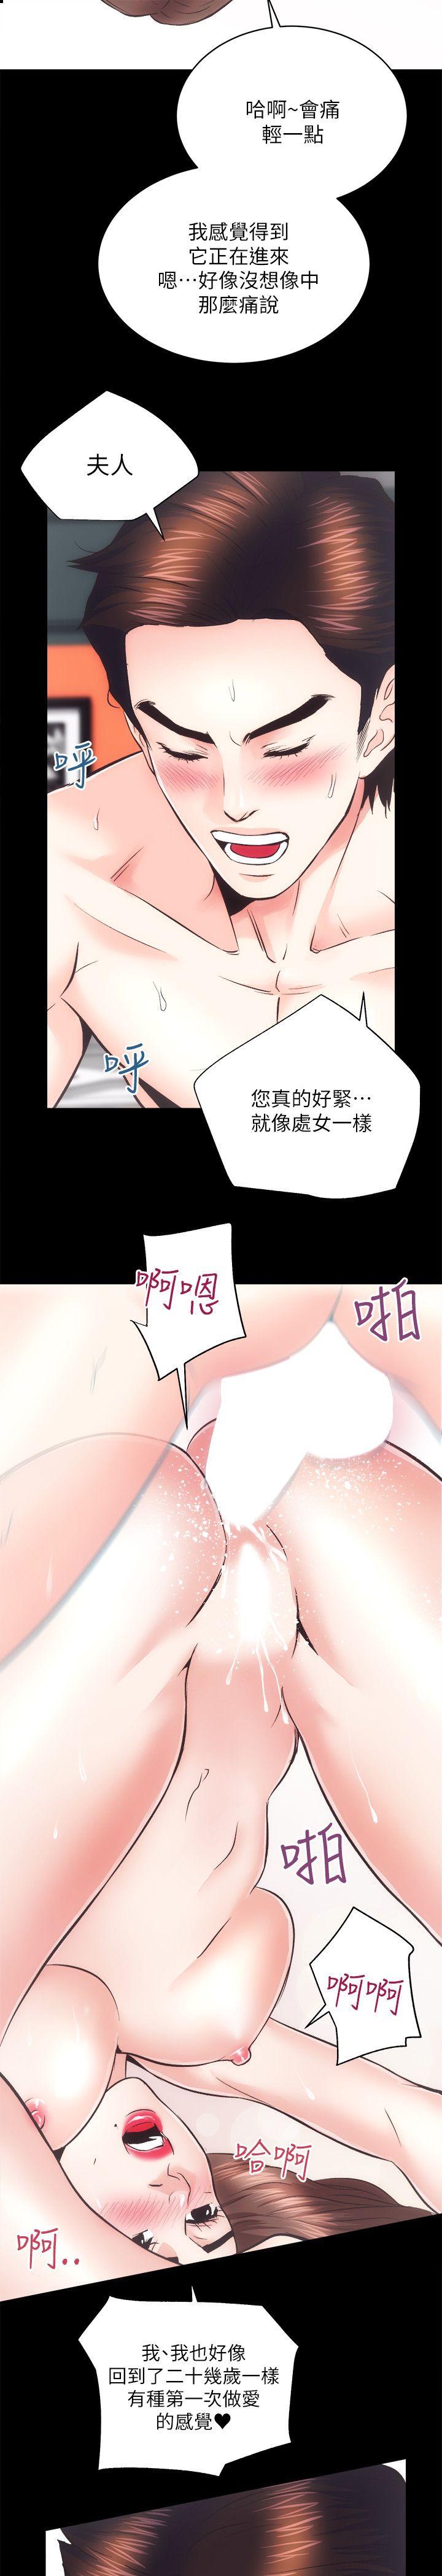 哈啊~會痛
輕一點
我感覺得到
它正在進來
嗯⋯好像沒想像中
那麼痛說
夫人
呼
呼
您真的好緊⋯
就像處女一樣
啊嗯
啪
啪
啊啊
哈啊
啊..
我、我也好像
回到了二十幾歲一樣
有種第一次做愛
的感覺♥